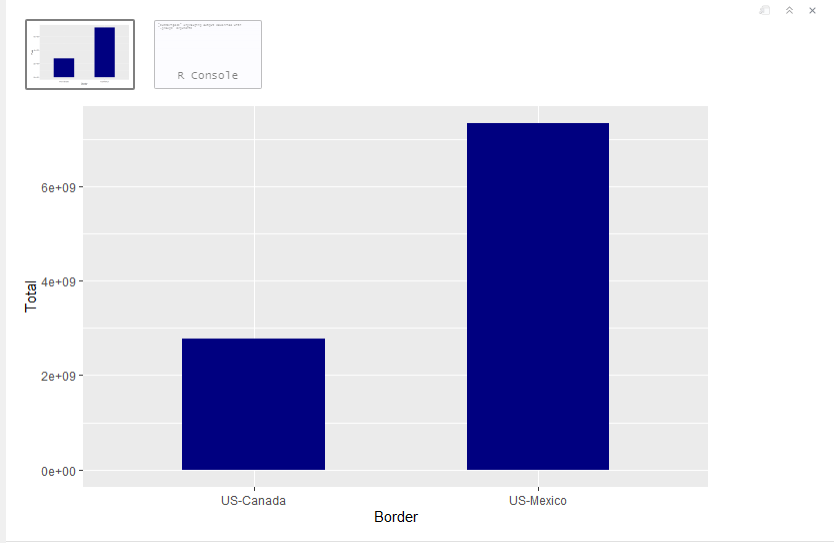 R Console
6e+09
4e+09
Total
2e+09
0e+00
US-Canada
US-Mexico
Border